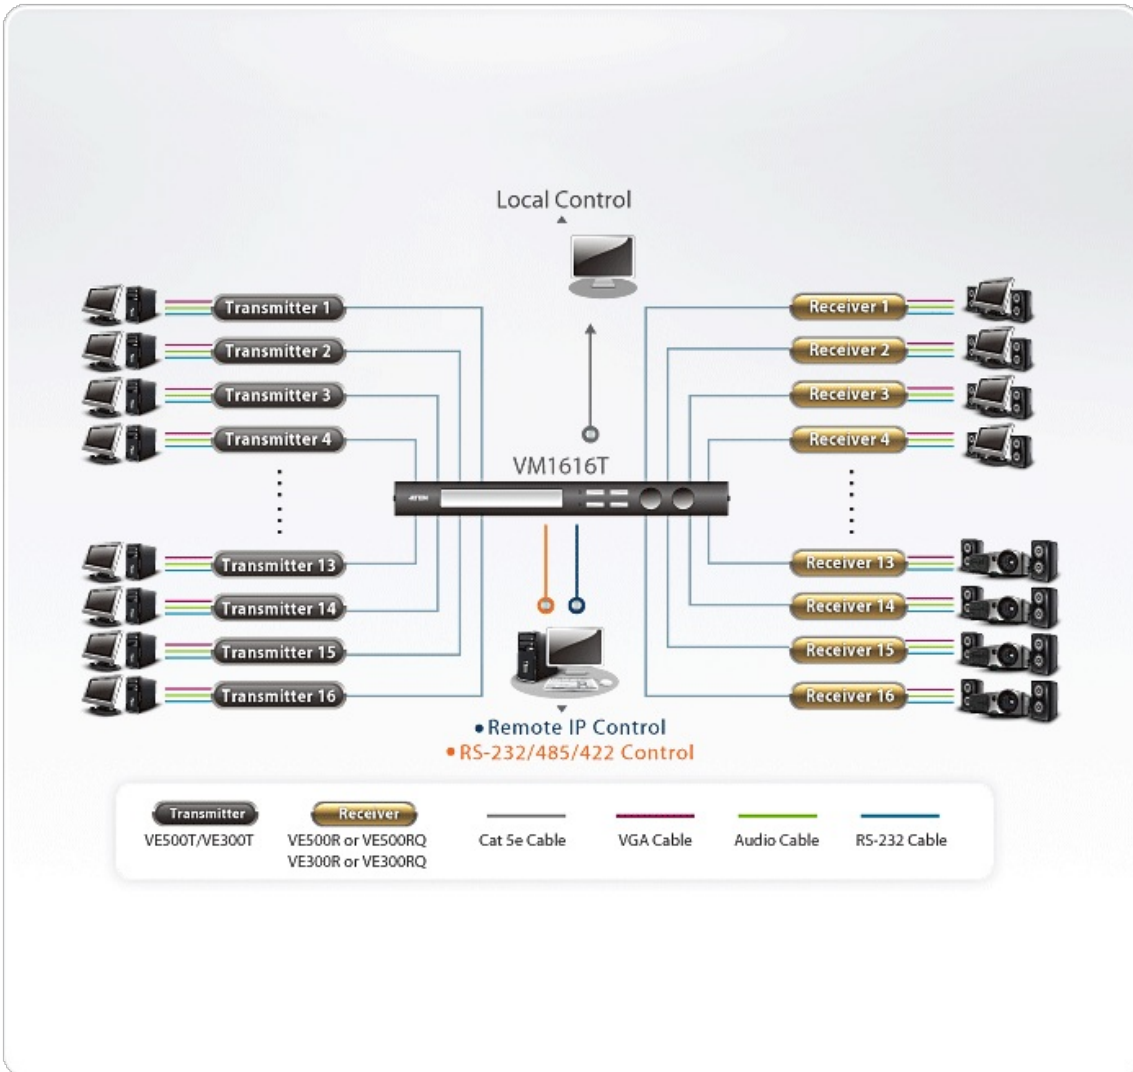 Local Control
Transmitter 1
Transmitter 2
Transmitter 3
Transmitter 4
Receiver 1
Receiver 2
Receiver 3
Receiver 4
VM1616T
ATEN
Transmitter 13
Transmitter 14
Transmitter 15
Transmitter 16
Receiver 13
Receiver 14
Receiver 15
Receiver 16
• Remote IP Control
• RS-232/485/422 Control
Transmitter
VE500T/VE300T
Receiver
VE500R or VE500RQ
VE300R or VE300RQ
Cat 5e Cable
VGA Cable
Audio Cable
RS-232 Cable